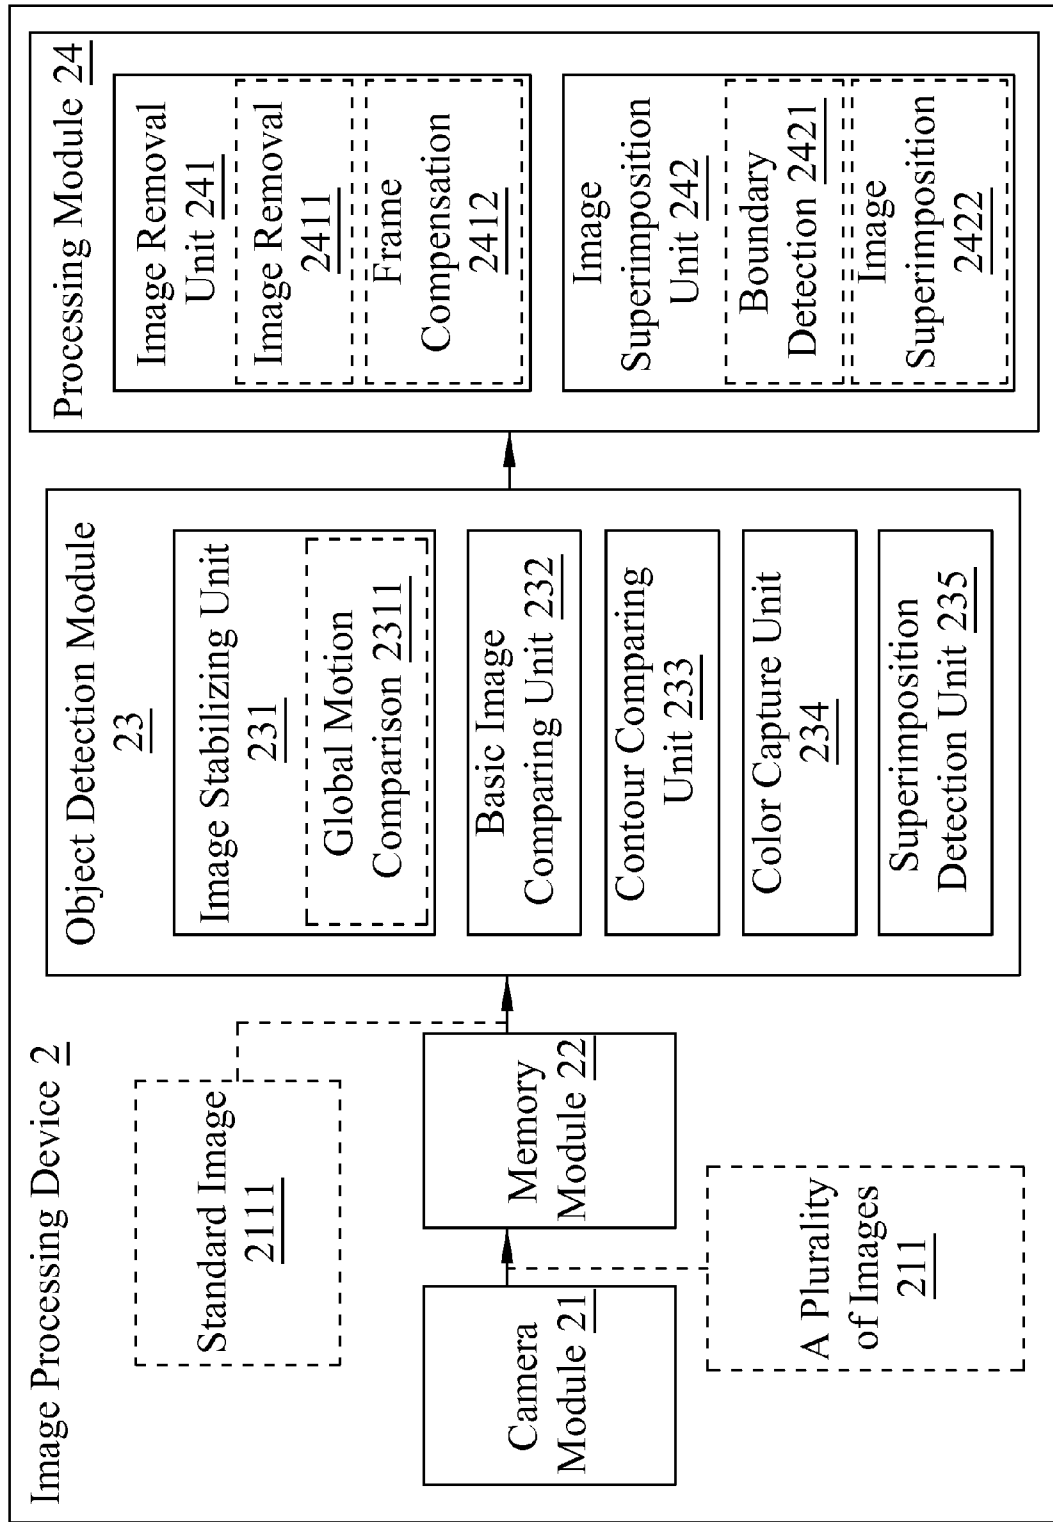 Image Processing Device 2
Standard Image
2111
Camera
Module 21
A Plurality
of Images
211
Memory
Module 22
Object Detection Module
23
Image Stabilizing Unit
231
Global Motion
Comparison 2311
Basic Image
Comparing Unit 232
Contour Comparing
Unit 233
Color Capture Unit
234
Superimposition
Detection Unit 235
Processing Module 24
Image Removal
Unit 241
Image Removal
2411
Frame
Compensation
2412
Image
Superimposition
Unit 242
Boundary
Detection 2421
Image
Superimposition
2422